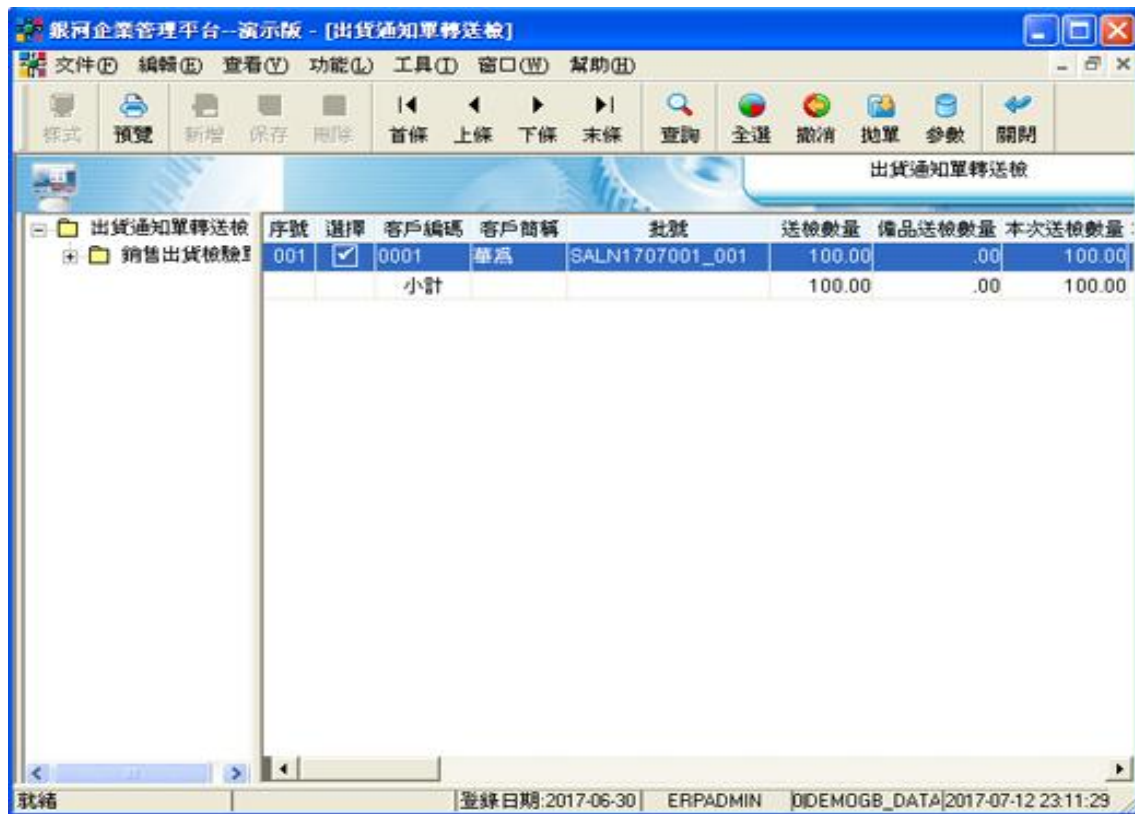 銀河企業管理平台--演示版 - [出貨通知單轉送檢]
文件(F) 編輯(E) 查看(V) 功能(L) 工具(T) 窗口(W) 幫助(H)
樣式 預覽 新增 保存 刪除 首條 上條 下條 末條 查詢 全選 撤消 拋單 參數 關閉
出貨通知單轉送檢
出貨通知單轉送檢
銷售出貨檢驗
序號 選擇 客戶編碼 客戶簡稱 批號 送檢數量 備品送檢數量 本次送檢數量
001 0001 華爲 SALN1707001_001 100.00 .00 100.00
小計 100.00 .00 100.00
就緒 登錄日期:2017-06-30 ERPADMIN DEMOGB_DATA 2017-07-12 23:11:29